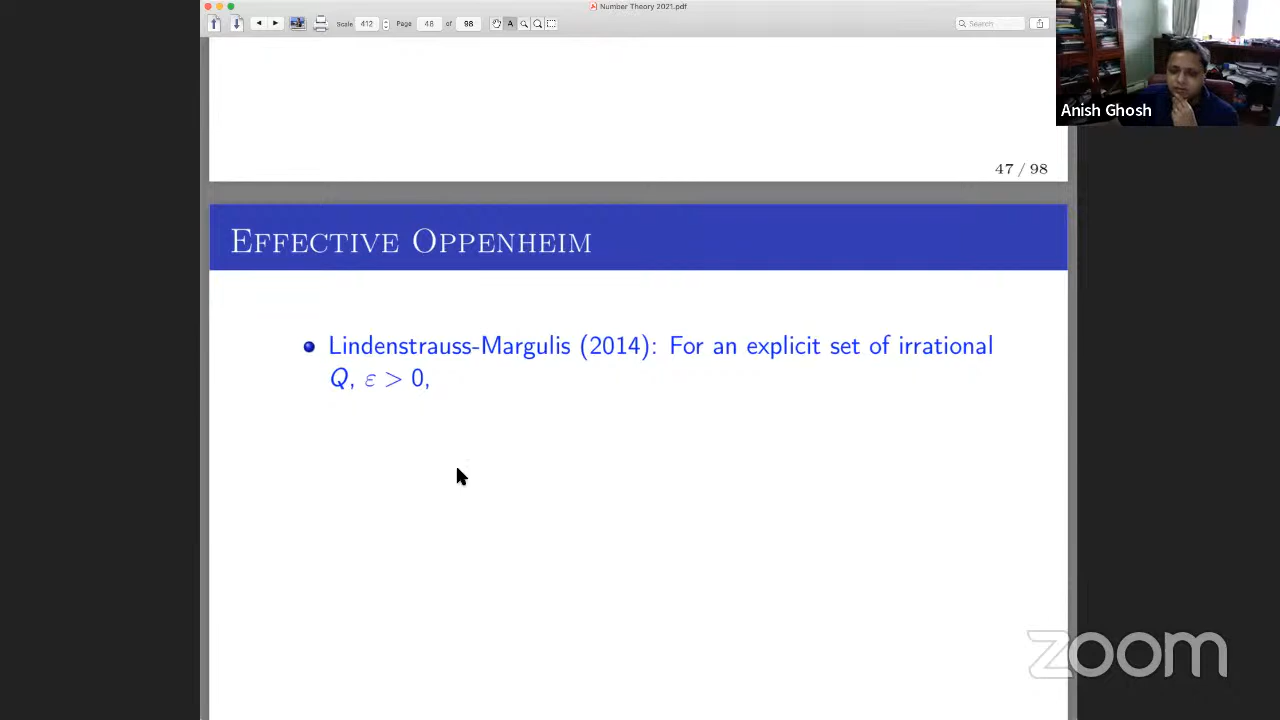 Number Theory 2021.pdf
Scale 412 Page 48 of 98 Search
Anish Ghosh
47 / 98
Effective Oppenheim
Lindenstrauss-Margulis (2014): For an explicit set of irrational
Q, ε > 0,
zoom